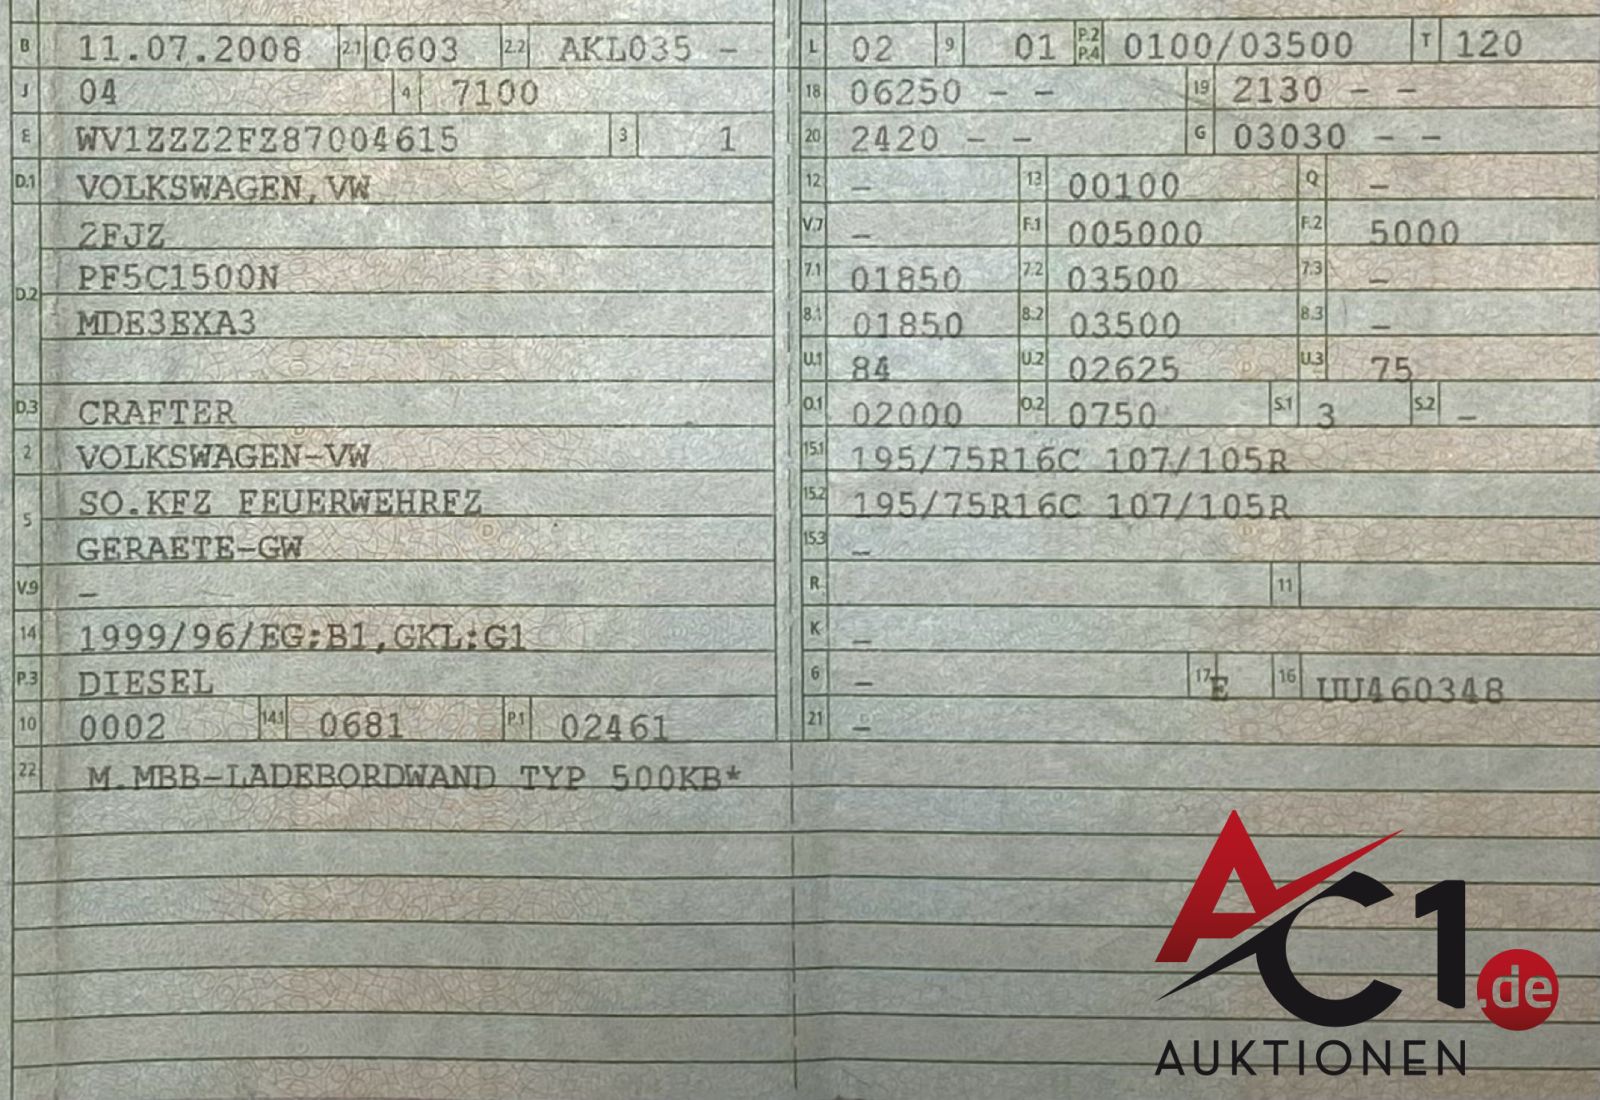 B 11.07.2008 2.1 0603 2.2 AKL035 -
J 04 4 7100
E WV1ZZZ2FZ87004615 3 1
D.1 VOLKSWAGEN,VW
2FJZ
D.2 PF5C1500N
MDE3EXA3
D.3 CRAFTER
2 VOLKSWAGEN-VW
5 SO.KFZ FEUERWEHRFZ
GERAETE-GW
V.9 -
14 1999/96/EG;B1,GKL:G1
P.3 DIESEL
10 0002 14.1 0681 P.1 02461
22 M.MBB-LADEBORDWAND TYP 500KB*
L 02 9 01 P.2 P.4 0100/03500 T 120
18 06250 - - 19 2130 - -
20 2420 - - G 03030 - -
12 - 13 00100 Q -
V.7 - F.1 005000 F.2 5000
7.1 01850 7.2 03500 7.3 -
8.1 01850 8.2 03500 8.3 -
U.1 84 U.2 02625 U.3 75
O.1 02000 O.2 0750 S.1 3 S.2 -
15.1 195/75R16C 107/105R
15.2 195/75R16C 107/105R
15.3 -
R 11
K -
6 - 17 E 16 UU460348
21 -
AC1.de
AUKTIONEN